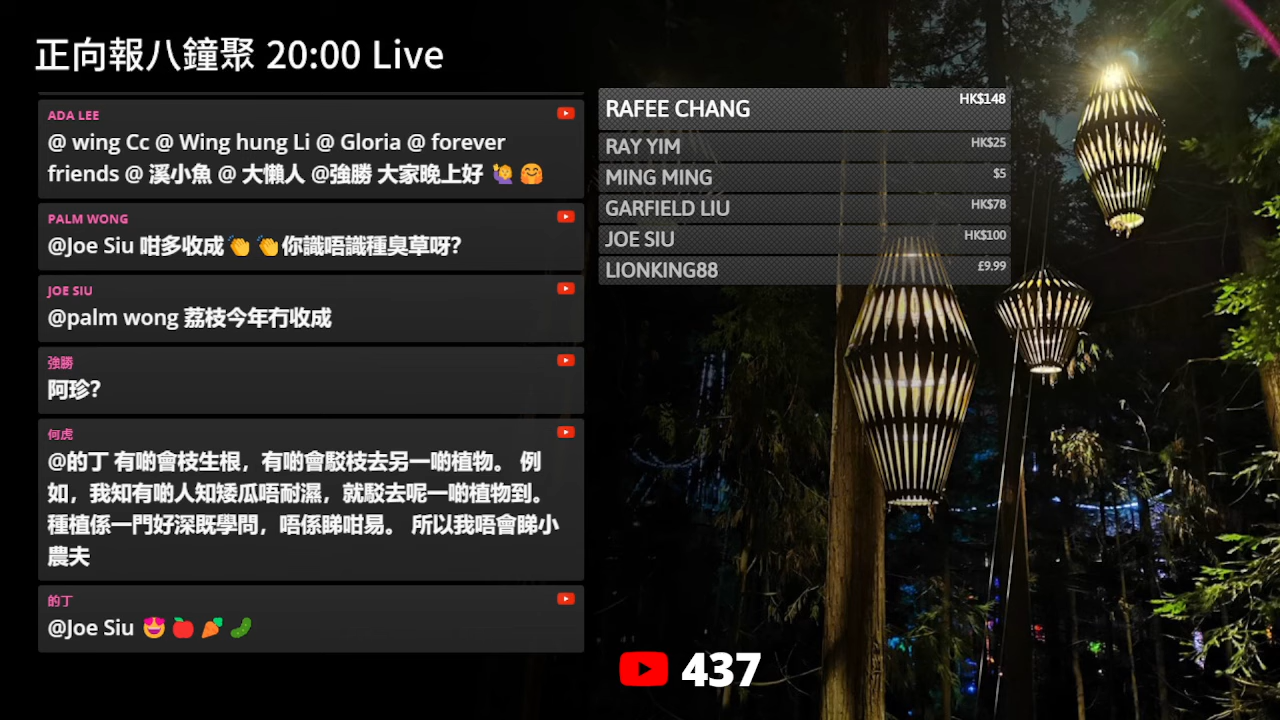 正向報八鐘聚 20:00 Live
ADA LEE
@ wing Cc @ Wing hung Li @ Gloria @ forever
friends @ 溪小魚 @ 大懶人 @強勝 大家晚上好 🙋 🤗
PALM WONG
@Joe Siu 咁多收成👏 👏你識唔識種臭草呀?
JOE SIU
@palm wong 荔枝今年冇收成
強勝
阿珍?
何虎
@的丁 有啲會枝生根，有啲會駁枝去另一啲植物。 例
如，我知有啲人知矮瓜唔耐濕，就駁去呢一啲植物到。
種植係一門好深既學問，唔係睇咁易。 所以我唔會睇小
農夫
的丁
@Joe Siu 😍 🍎 🥕 🥒
RAFEE CHANG HK$148
RAY YIM HK$25
MING MING $5
GARFIELD LIU HK$78
JOE SIU HK$100
LIONKING88 £9.99
437